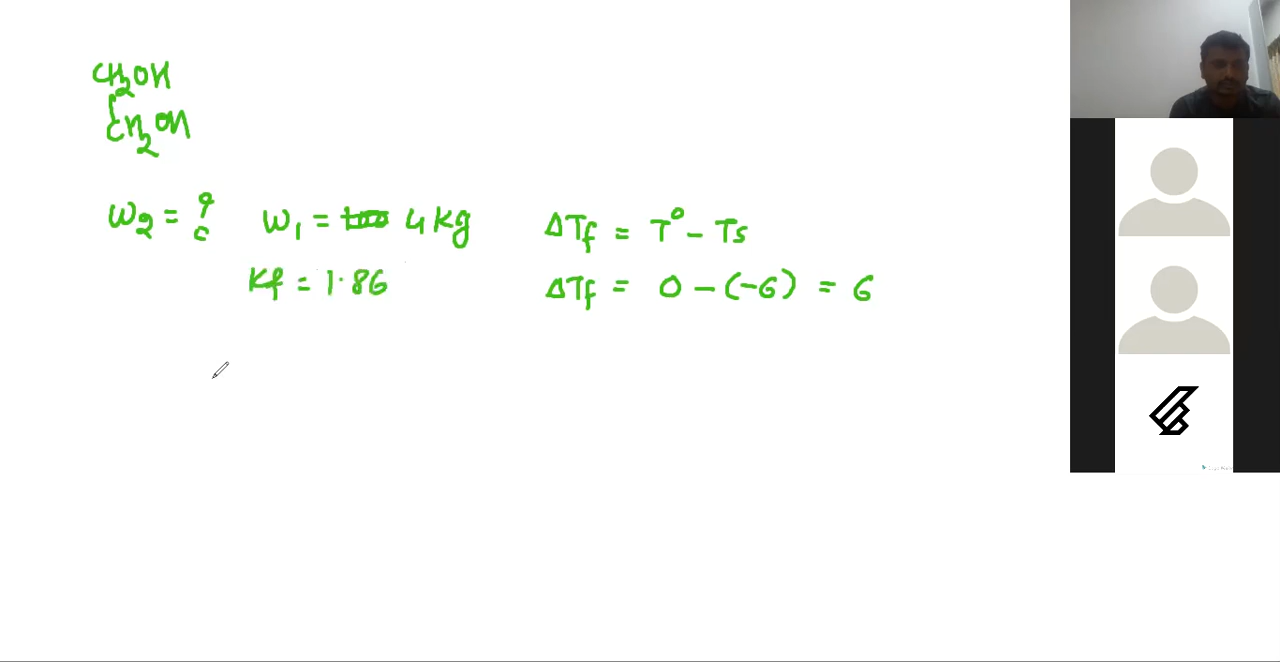 CH2OH
CH2OH
W2 = ? W1 = 4 kg ΔTf = T° - Ts
Kf = 1.86 ΔTf = 0 - (-6) = 6